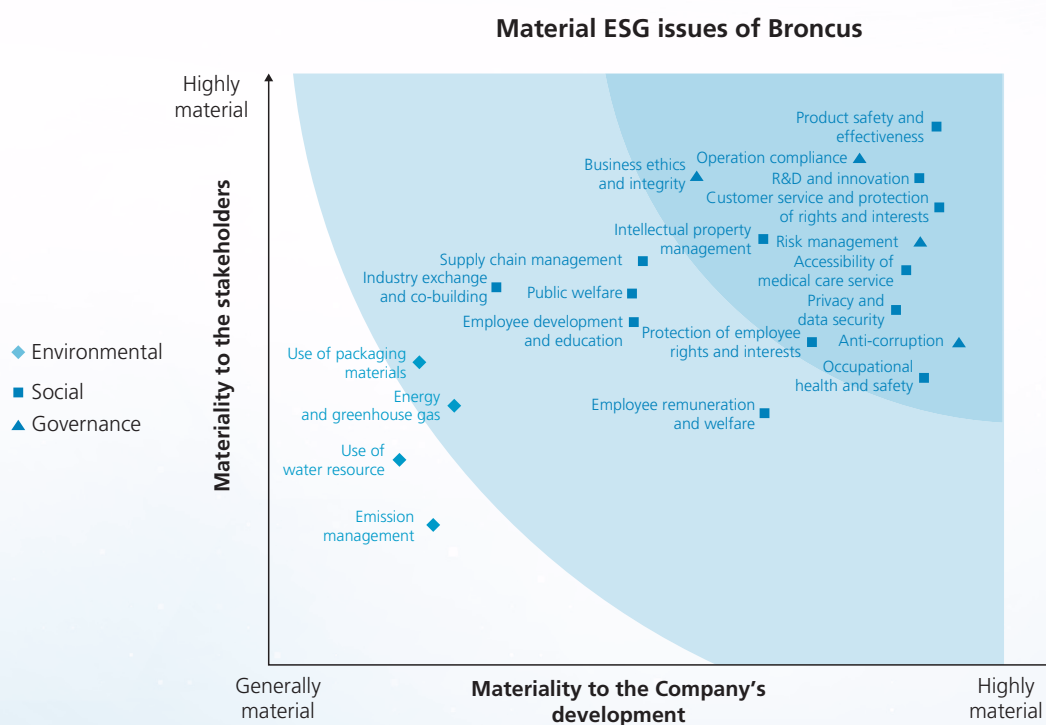 Material ESG issues of Broncus
Highly
material
Materiality to the stakeholders
Product safety and
effectiveness
Operation compliance
Business ethics
and integrity
R&D and innovation
Customer service and protection
of rights and interests
Intellectual property
management
Risk management
Supply chain management
Accessibility of
medical care service
Industry exchange
and co-building
Public welfare
Privacy and
data security
Employee development
and education
Protection of employee
rights and interests
Anti-corruption
Use of packaging
materials
Occupational
health and safety
Energy
and greenhouse gas
Employee remuneration
and welfare
Use of
water resource
Emission
management
Environmental
Social
Governance
Generally
material
Materiality to the Company's
development
Highly
material